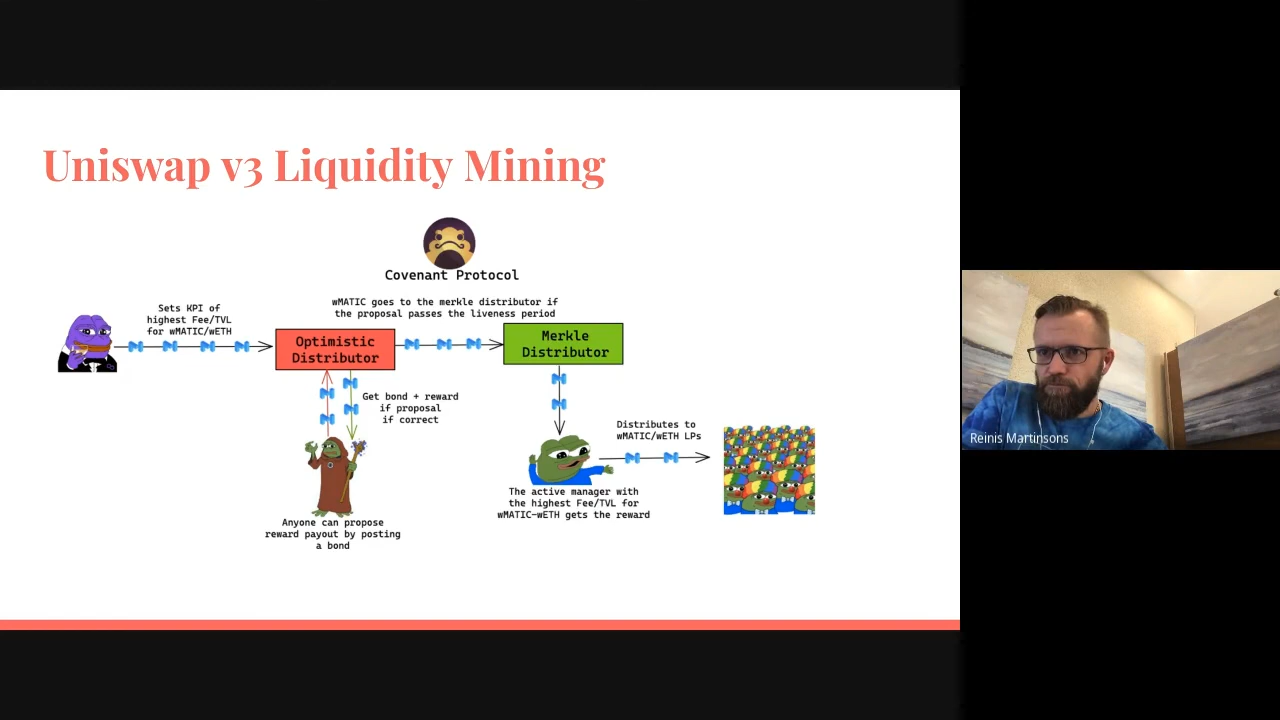 Uniswap v3 Liquidity Mining
Covenant Protocol
wMATIC goes to the merkle distributor if
the proposal passes the liveness period
Sets KPI of
highest Fee/TVL
for wMATIC/wETH
Optimistic
Distributor
Merkle
Distributor
Get bond + reward
if proposal
if correct
Distributes to
wMATIC/wETH LPs
The active manager with
the highest Fee/TVL for
wMATIC-wETH gets the reward
Anyone can propose
reward payout by posting
a bond
Reinis Martinsons